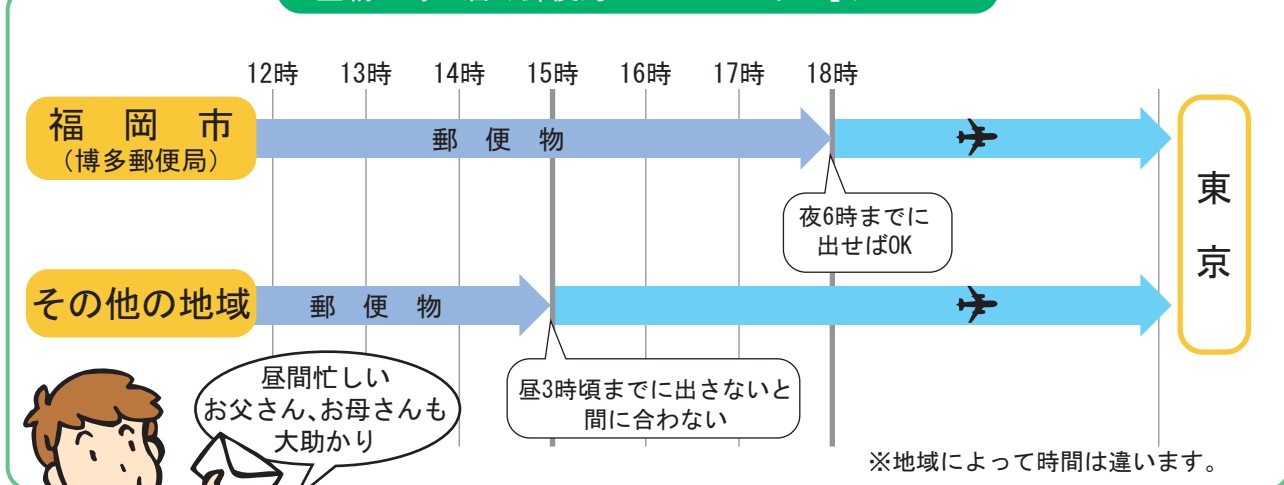 12時 13時 14時 15時 16時 17時 18時
福岡市
（博多郵便局）
郵便物
夜6時までに
出せばOK
東京
その他の地域
郵便物
昼3時頃までに出さないと
間に合わない
昼間忙しい
お父さん、お母さんも
大助かり
※地域によって時間は違います。